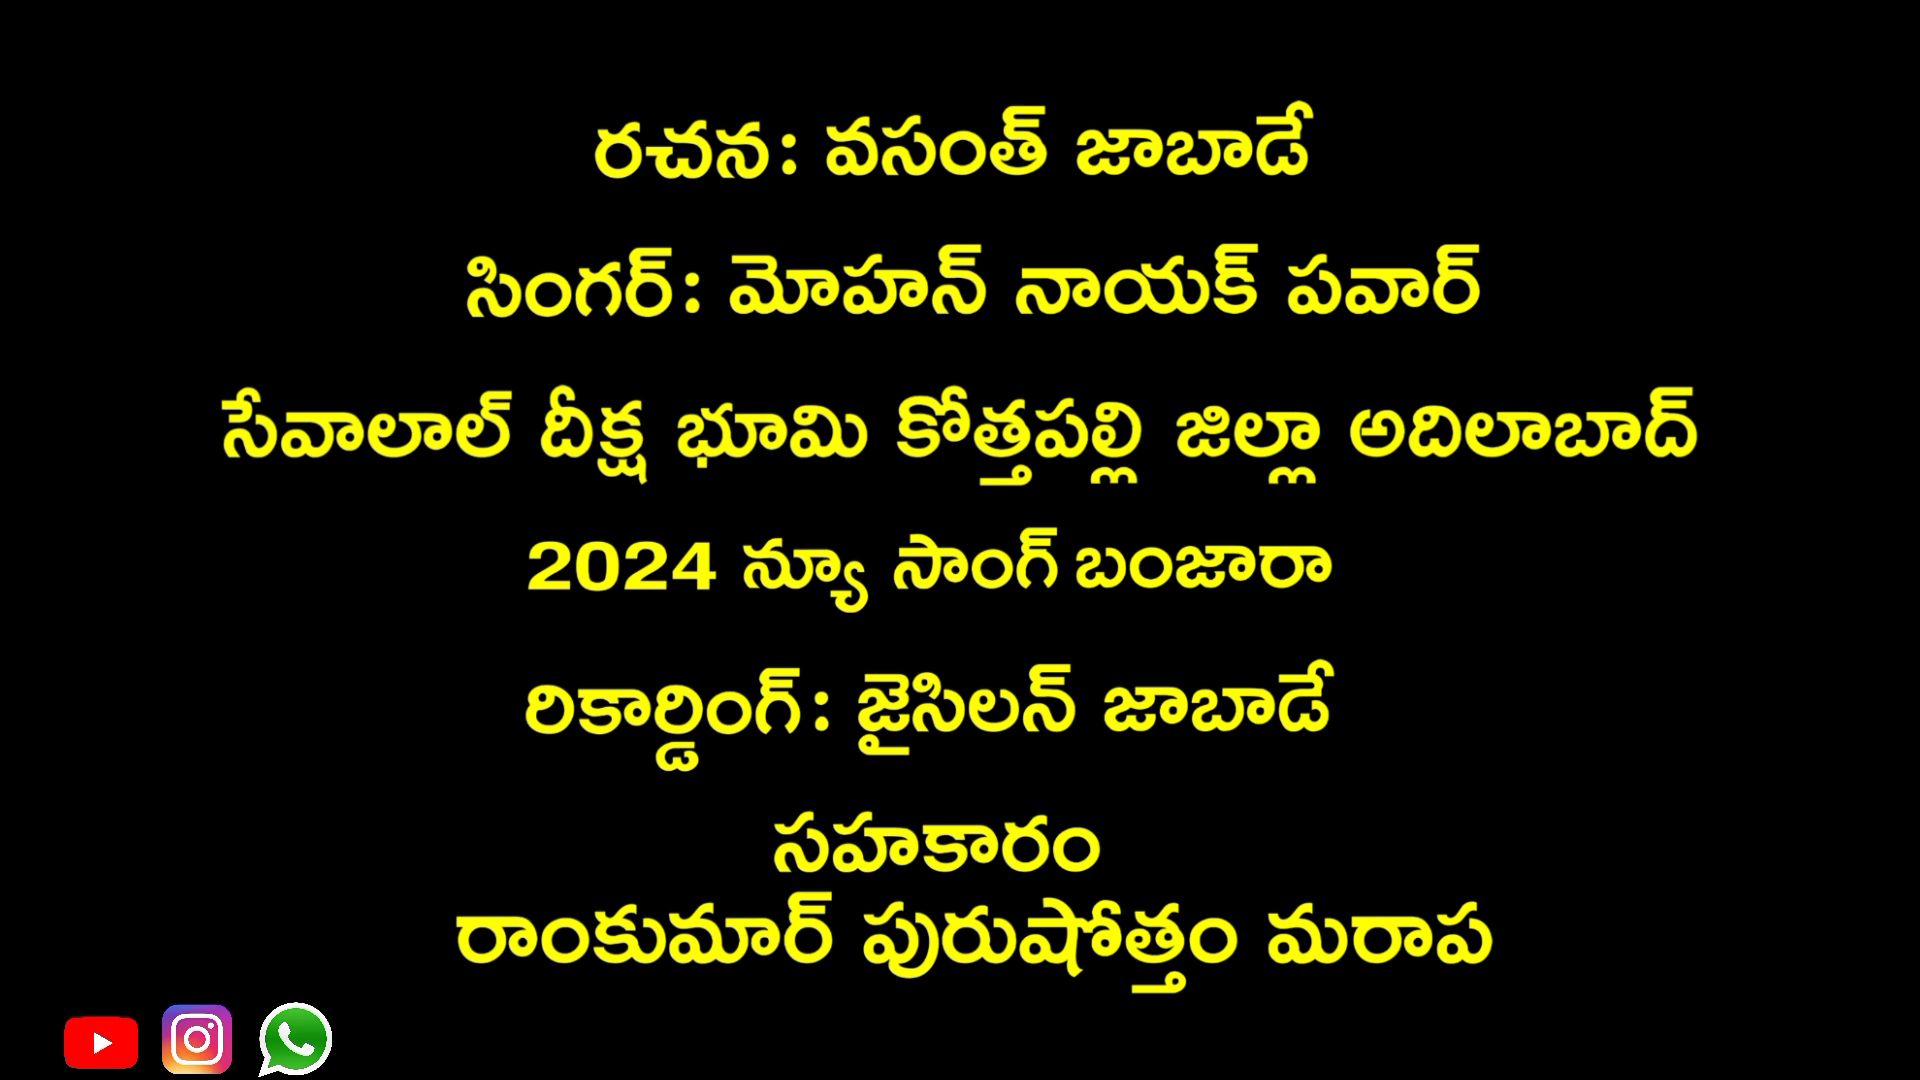 రచన: వసంత్ జాబాడే
సింగర్: మోహన్ నాయక్ పవార్
సేవాలాల్ దీక్ష భూమి కోత్తపల్లి జిల్లా అదిలాబాద్
2024 న్యూ సాంగ్ బంజారా
రికార్డింగ్: జైసిలన్ జాబాడే
సహకారం
రాంకుమార్ పురుషోత్తం మరాప